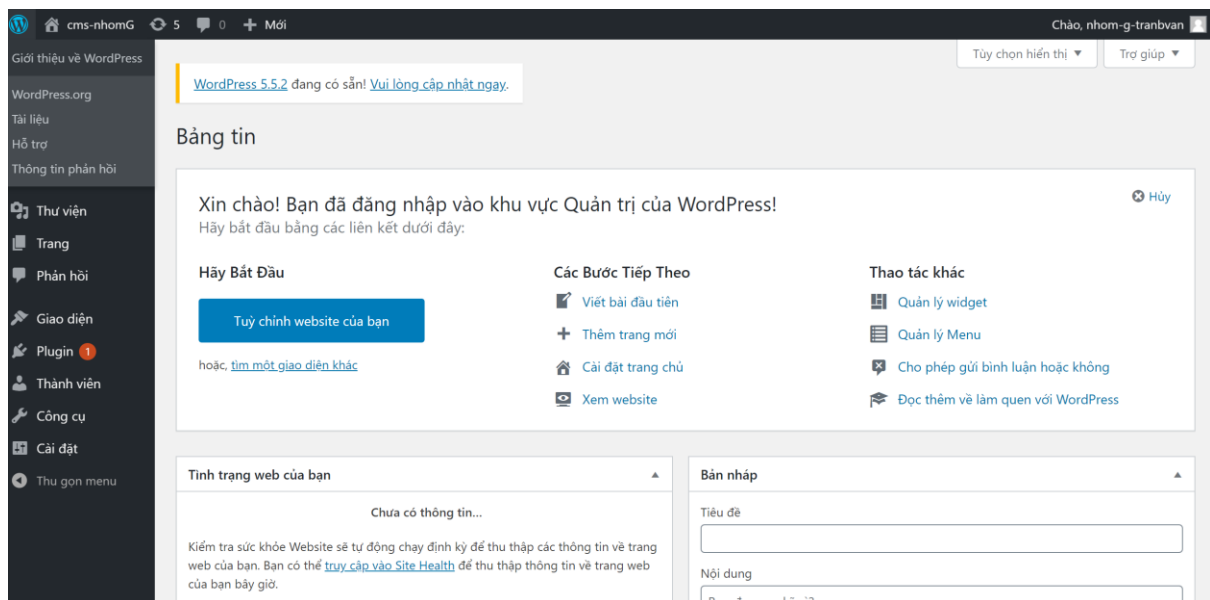 cms-nhomG 5 0 Mới Chào, nhom-g-tranbvan
Giới thiệu về WordPress
WordPress.org
Tài liệu
Hỗ trợ
Thông tin phản hồi
Thư viện
Trang
Phản hồi
Giao diện
Plugin 1
Thành viên
Công cụ
Cài đặt
Thu gọn menu
Tùy chọn hiển thị Trợ giúp
WordPress 5.5.2 đang có sẵn! Vui lòng cập nhật ngay.
Bảng tin
Xin chào! Bạn đã đăng nhập vào khu vực Quản trị của WordPress!
Hủy
Hãy bắt đầu bằng các liên kết dưới đây:
Hãy Bắt Đầu
Tuỳ chỉnh website của bạn
hoặc, tìm một giao diện khác
Các Bước Tiếp Theo
Viết bài đầu tiên
Thêm trang mới
Cài đặt trang chủ
Xem website
Thao tác khác
Quản lý widget
Quản lý Menu
Cho phép gửi bình luận hoặc không
Đọc thêm về làm quen với WordPress
Tình trạng web của bạn
Chưa có thông tin...
Kiểm tra sức khỏe Website sẽ tự động chạy định kỳ để thu thập các thông tin về trang
web của bạn. Bạn có thể truy cập vào Site Health để thu thập thông tin về trang web
của bạn bây giờ.
Bản nháp
Tiêu đề
Nội dung